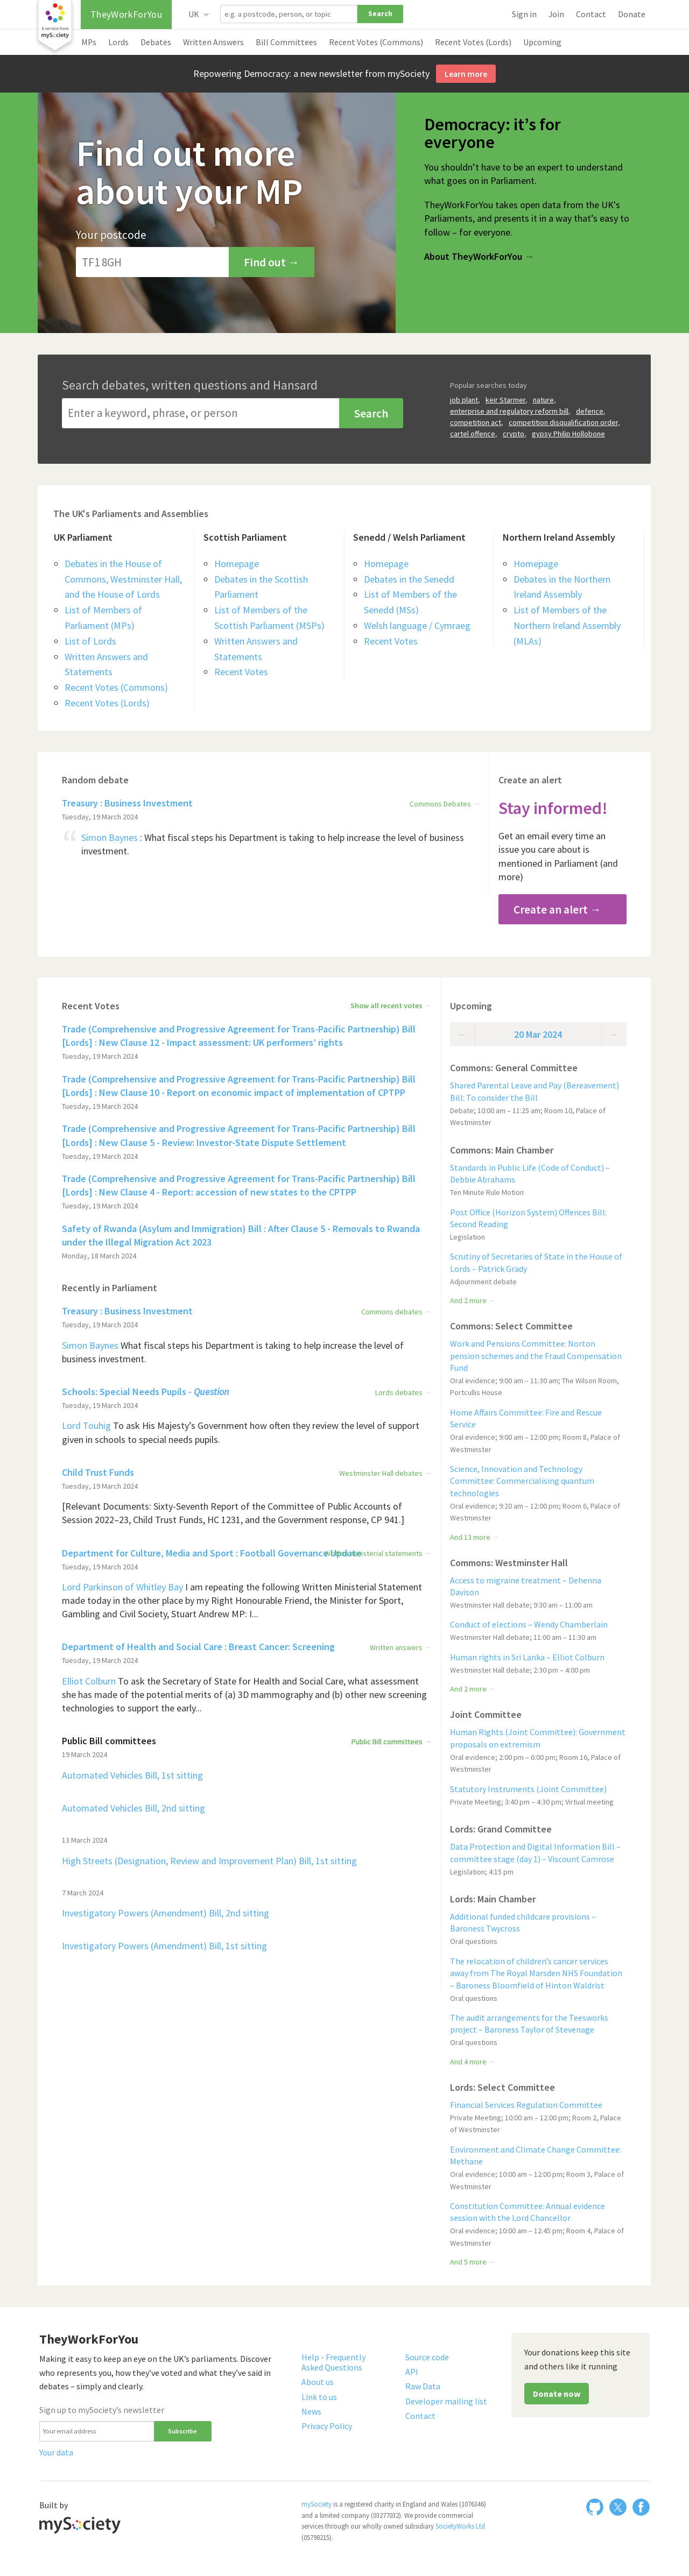 a service from
mySociety
TheyWorkForYou
UK
e.g. a postcode, person, or topic
Search
Sign in
Join
Contact
Donate
MPs
Lords
Debates
Written Answers
Bill Committees
Recent Votes (Commons)
Recent Votes (Lords)
Upcoming
Repowering Democracy: a new newsletter from mySociety
Learn more
Find out more
about your MP
Your postcode
TF1 8GH
Find out →
Democracy: it’s for
everyone
You shouldn’t have to be an expert to understand
what goes on in Parliament.
TheyWorkForYou takes open data from the UK's
Parliaments, and presents it in a way that’s easy to
follow – for everyone.
About TheyWorkForYou →
Search debates, written questions and Hansard
Enter a keyword, phrase, or person
Search
Popular searches today
job plant, keir Starmer, nature,
enterprise and regulatory reform bill, defence,
competition act, competition disqualification order,
cartel offence, crypto, gypsy Philip Hollobone
The UK's Parliaments and Assemblies
UK Parliament
Debates in the House of
Commons, Westminster Hall,
and the House of Lords
List of Members of
Parliament (MPs)
List of Lords
Written Answers and
Statements
Recent Votes (Commons)
Recent Votes (Lords)
Scottish Parliament
Homepage
Debates in the Scottish
Parliament
List of Members of the
Scottish Parliament (MSPs)
Written Answers and
Statements
Recent Votes
Senedd / Welsh Parliament
Homepage
Debates in the Senedd
List of Members of the
Senedd (MSs)
Welsh language / Cymraeg
Recent Votes
Northern Ireland Assembly
Homepage
Debates in the Northern
Ireland Assembly
List of Members of the
Northern Ireland Assembly
(MLAs)
Random debate
Treasury : Business Investment
Commons Debates →
Tuesday, 19 March 2024
Simon Baynes : What fiscal steps his Department is taking to help increase the level of business
investment.
Create an alert
Stay informed!
Get an email every time an
issue you care about is
mentioned in Parliament (and
more)
Create an alert →
Recent Votes
Show all recent votes →
Trade (Comprehensive and Progressive Agreement for Trans-Pacific Partnership) Bill
[Lords] : New Clause 12 - Impact assessment: UK performers’ rights
Tuesday, 19 March 2024
Trade (Comprehensive and Progressive Agreement for Trans-Pacific Partnership) Bill
[Lords] : New Clause 10 - Report on economic impact of implementation of CPTPP
Tuesday, 19 March 2024
Trade (Comprehensive and Progressive Agreement for Trans-Pacific Partnership) Bill
[Lords] : New Clause 5 - Review: Investor-State Dispute Settlement
Tuesday, 19 March 2024
Trade (Comprehensive and Progressive Agreement for Trans-Pacific Partnership) Bill
[Lords] : New Clause 4 - Report: accession of new states to the CPTPP
Tuesday, 19 March 2024
Safety of Rwanda (Asylum and Immigration) Bill : After Clause 5 - Removals to Rwanda
under the Illegal Migration Act 2023
Monday, 18 March 2024
Recently in Parliament
Treasury : Business Investment
Commons debates →
Tuesday, 19 March 2024
Simon Baynes What fiscal steps his Department is taking to help increase the level of
business investment.
Schools: Special Needs Pupils - Question
Lords debates →
Tuesday, 19 March 2024
Lord Touhig To ask His Majesty’s Government how often they review the level of support
given in schools to special needs pupils.
Child Trust Funds
Westminster Hall debates →
Tuesday, 19 March 2024
[Relevant Documents: Sixty-Seventh Report of the Committee of Public Accounts of
Session 2022–23, Child Trust Funds, HC 1231, and the Government response, CP 941.]
Department for Culture, Media and Sport : Football Governance Update
Written ministerial statements →
Tuesday, 19 March 2024
Lord Parkinson of Whitley Bay I am repeating the following Written Ministerial Statement
made today in the other place by my Right Honourable Friend, the Minister for Sport,
Gambling and Civil Society, Stuart Andrew MP: I...
Department of Health and Social Care : Breast Cancer: Screening
Written answers →
Tuesday, 19 March 2024
Elliot Colburn To ask the Secretary of State for Health and Social Care, what assessment
she has made of the potential merits of (a) 3D mammography and (b) other new screening
technologies to support the early...
Public Bill committees
Public Bill committees →
19 March 2024
Automated Vehicles Bill, 1st sitting
Automated Vehicles Bill, 2nd sitting
13 March 2024
High Streets (Designation, Review and Improvement Plan) Bill, 1st sitting
7 March 2024
Investigatory Powers (Amendment) Bill, 2nd sitting
Investigatory Powers (Amendment) Bill, 1st sitting
Upcoming
← 20 Mar 2024 →
Commons: General Committee
Shared Parental Leave and Pay (Bereavement)
Bill: To consider the Bill
Debate; 10:00 am – 11:25 am; Room 10, Palace of
Westminster
Commons: Main Chamber
Standards in Public Life (Code of Conduct) –
Debbie Abrahams
Ten Minute Rule Motion
Post Office (Horizon System) Offences Bill:
Second Reading
Legislation
Scrutiny of Secretaries of State in the House of
Lords – Patrick Grady
Adjournment debate
And 2 more →
Commons: Select Committee
Work and Pensions Committee: Norton
pension schemes and the Fraud Compensation
Fund
Oral evidence; 9:00 am – 11:30 am; The Wilson Room,
Portcullis House
Home Affairs Committee: Fire and Rescue
Service
Oral evidence; 9:00 am – 12:00 pm; Room 8, Palace of
Westminster
Science, Innovation and Technology
Committee: Commercialising quantum
technologies
Oral evidence; 9:20 am – 12:00 pm; Room 6, Palace of
Westminster
And 13 more →
Commons: Westminster Hall
Access to migraine treatment – Dehenna
Davison
Westminster Hall debate; 9:30 am – 11:00 am
Conduct of elections – Wendy Chamberlain
Westminster Hall debate; 11:00 am – 11:30 am
Human rights in Sri Lanka – Elliot Colburn
Westminster Hall debate; 2:30 pm – 4:00 pm
And 2 more →
Joint Committee
Human Rights (Joint Committee): Government
proposals on extremism
Oral evidence; 2:00 pm – 6:00 pm; Room 16, Palace of
Westminster
Statutory Instruments (Joint Committee)
Private Meeting; 3:40 pm – 4:30 pm; Virtual meeting
Lords: Grand Committee
Data Protection and Digital Information Bill –
committee stage (day 1) – Viscount Camrose
Legislation; 4:15 pm
Lords: Main Chamber
Additional funded childcare provisions –
Baroness Twycross
Oral questions
The relocation of children’s cancer services
away from The Royal Marsden NHS Foundation
– Baroness Bloomfield of Hinton Waldrist
Oral questions
The audit arrangements for the Teesworks
project – Baroness Taylor of Stevenage
Oral questions
And 4 more →
Lords: Select Committee
Financial Services Regulation Committee
Private Meeting; 10:00 am – 12:00 pm; Room 2, Palace
of Westminster
Environment and Climate Change Committee:
Methane
Oral evidence; 10:00 am – 12:00 pm; Room 3, Palace of
Westminster
Constitution Committee: Annual evidence
session with the Lord Chancellor
Oral evidence; 10:00 am – 12:45 pm; Room 4, Palace of
Westminster
And 5 more →
TheyWorkForYou
Making it easy to keep an eye on the UK’s parliaments. Discover
who represents you, how they’ve voted and what they’ve said in
debates – simply and clearly.
Sign up to mySociety’s newsletter
Your email address
Subscribe
Your data
Help - Frequently
Asked Questions
About us
Link to us
News
Privacy Policy
Source code
API
Raw Data
Developer mailing list
Contact
Your donations keep this site
and others like it running
Donate now
Built by
mySociety
mySociety is a registered charity in England and Wales (1076346)
and a limited company (03277032). We provide commercial
services through our wholly owned subsidiary SocietyWorks Ltd
(05798215).